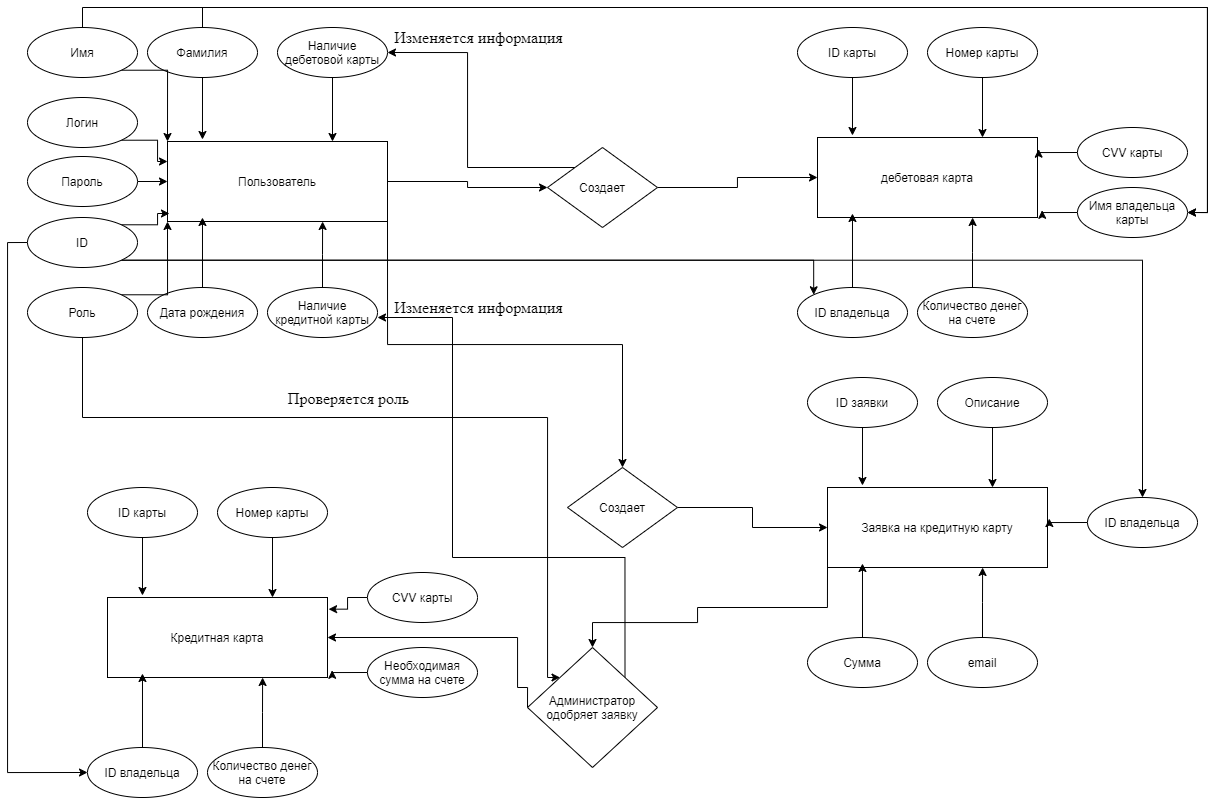 Имя
Фамилия
Наличие
дебетовой карты
Изменяется информация
ID карты
Номер карты
Логин
CVV карты
Пароль
Пользователь
Создает
дебетовая карта
Имя владельца
карты
ID
Роль
Дата рождения
Наличие
кредитной карты
Изменяется информация
ID владельца
Количество денег
на счете
Проверяется роль
ID заявки
Описание
ID карты
Номер карты
Создает
Заявка на кредитную карту
ID владельца
CVV карты
Кредитная карта
Необходимая
сумма на счете
Сумма
email
Администратор
одобряет заявку
ID владельца
Количество денег
на счете